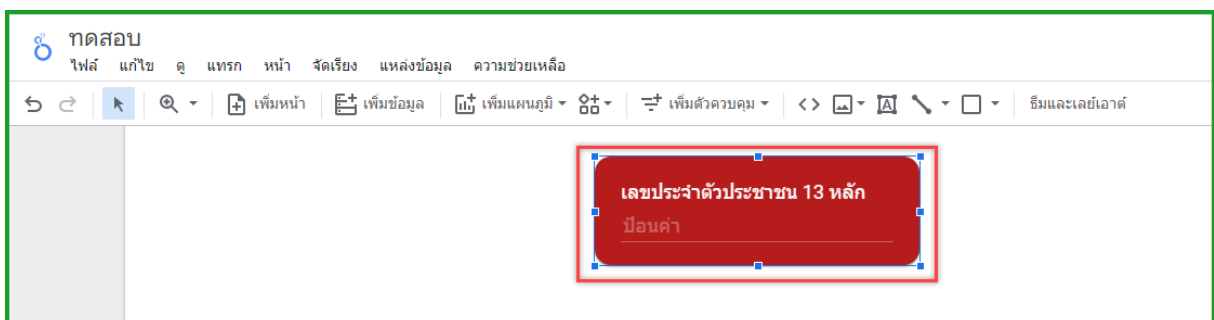 ทดสอบ
ไฟล์ แก้ไข ดู แทรก หน้า จัดเรียง แหล่งข้อมูล ความช่วยเหลือ
เพิ่มหน้า เพิ่มข้อมูล เพิ่มแผนภูมิ เพิ่มตัวควบคุม ธีมและเลย์เอาต์
เลขประจำตัวประชาชน 13 หลัก
ป้อนค่า